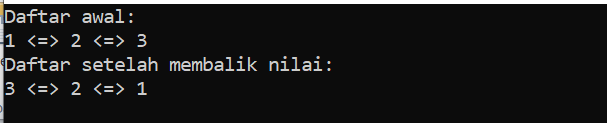 Daftar awal:
1 <=> 2 <=> 3
Daftar setelah membalik nilai:
3 <=> 2 <=> 1